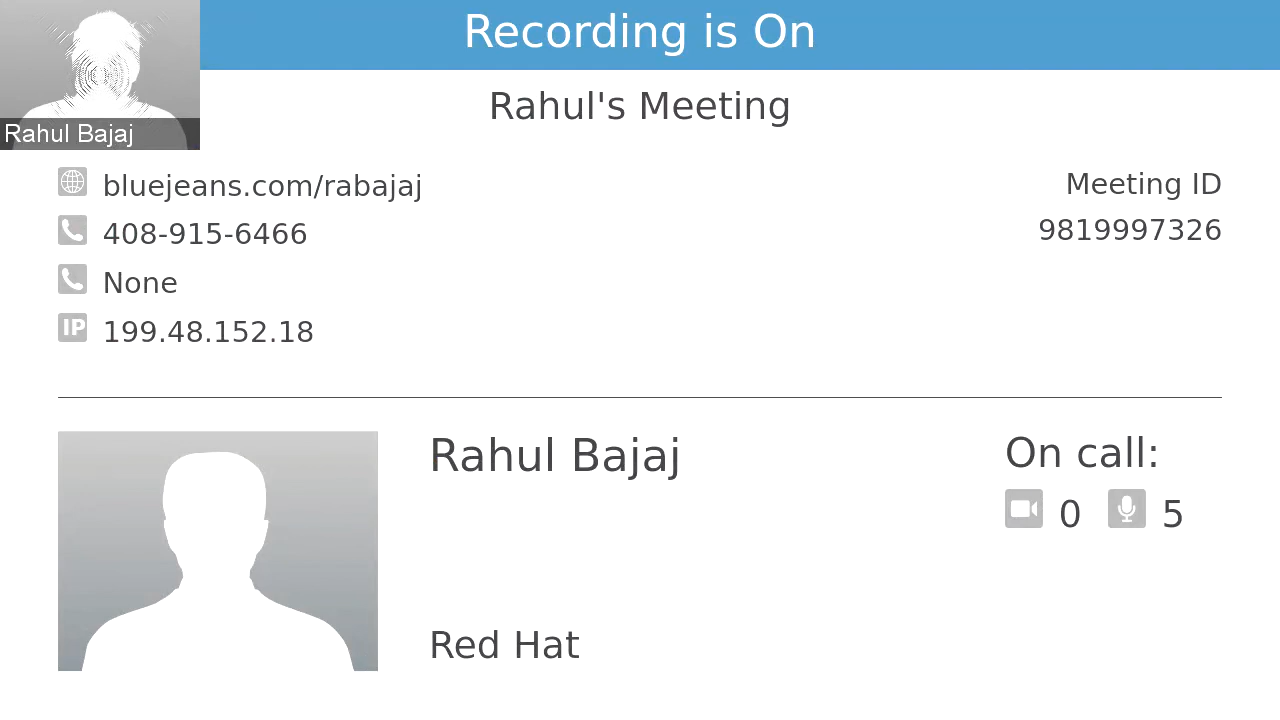 Recording is On
Rahul Bajaj
Rahul's Meeting
bluejeans.com/rabajaj
408-915-6466
None
IP 199.48.152.18
Meeting ID
9819997326
Rahul Bajaj
Red Hat
On call:
0 5